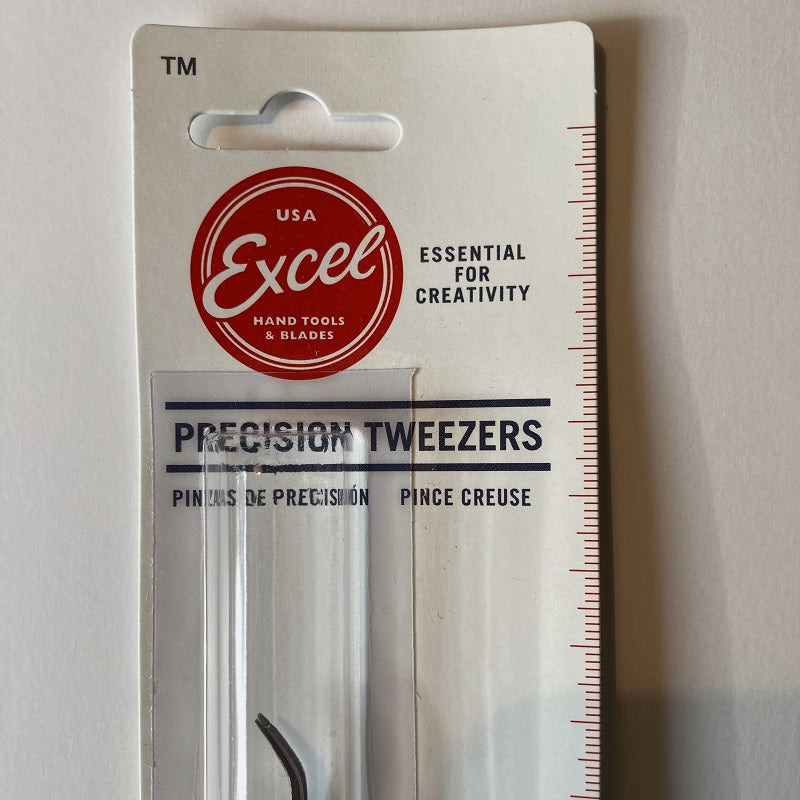 TM
USA
Excel
HAND TOOLS
& BLADES
ESSENTIAL
FOR
CREATIVITY
PRECISION TWEEZERS
PINZAS DE PRECISIÓN PINCE CREUSE